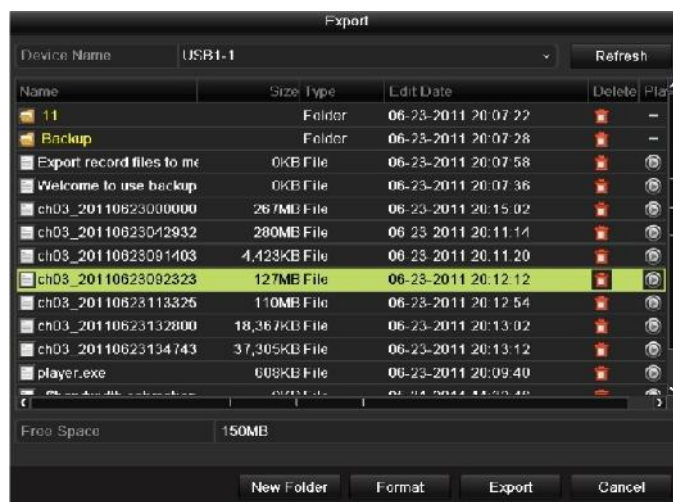 Export
Device Name USB1-1 Refresh
Name Size Type Edit Date Delete Pla
11 Folder 06-23-2011 20:07:22 –
Backup Folder 06-23-2011 20:07:28 –
Export record files to me 0KB File 06-23-2011 20:07:58
Welcome to use backup 0KB File 06-23-2011 20:07:36
ch03_20110623000000 267MB File 06-23-2011 20:15:02
ch03_20110623042932 280MB File 06-23-2011 20:11:14
ch03_20110623091403 4,423KB File 06-23-2011 20:11:20
ch03_20110623092323 127MB File 06-23-2011 20:12:12
ch03_20110623113325 110MB File 06-23-2011 20:12:54
ch03_20110623132800 18,367KB File 06-23-2011 20:13:02
ch03_20110623134743 37,305KB File 06-23-2011 20:13:12
player.exe 608KB File 06-23-2011 20:09:40
Free Space 150MB
New Folder Format Export Cancel